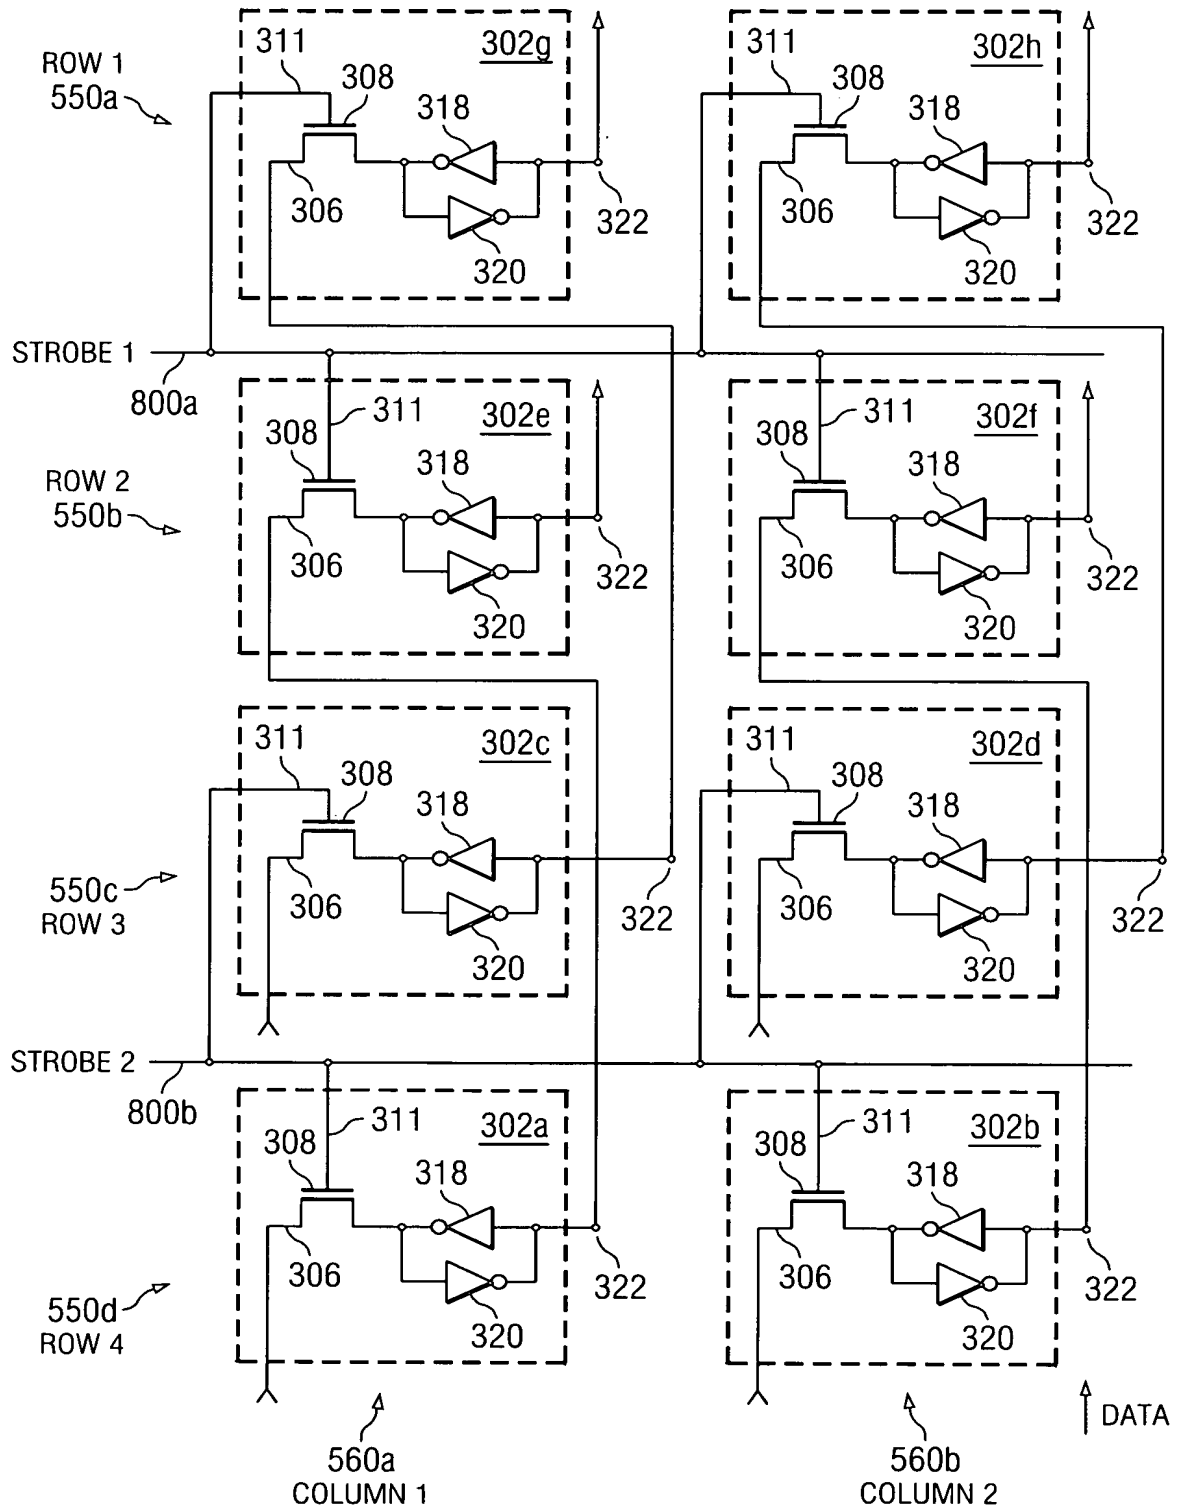 311
302g
311
302h
ROW 1
550a
308
318
308
318
306
320
322
306
320
322
STROBE 1
800a
311
302e
311
302f
308
318
308
318
ROW 2
550b
306
320
322
306
320
322
311
302c
311
302d
308
318
308
318
550c
ROW 3
306
320
322
306
320
322
STROBE 2
800b
311
302a
311
302b
308
318
308
318
306
320
322
306
320
322
550d
ROW 4
560a
COLUMN 1
560b
COLUMN 2
DATA